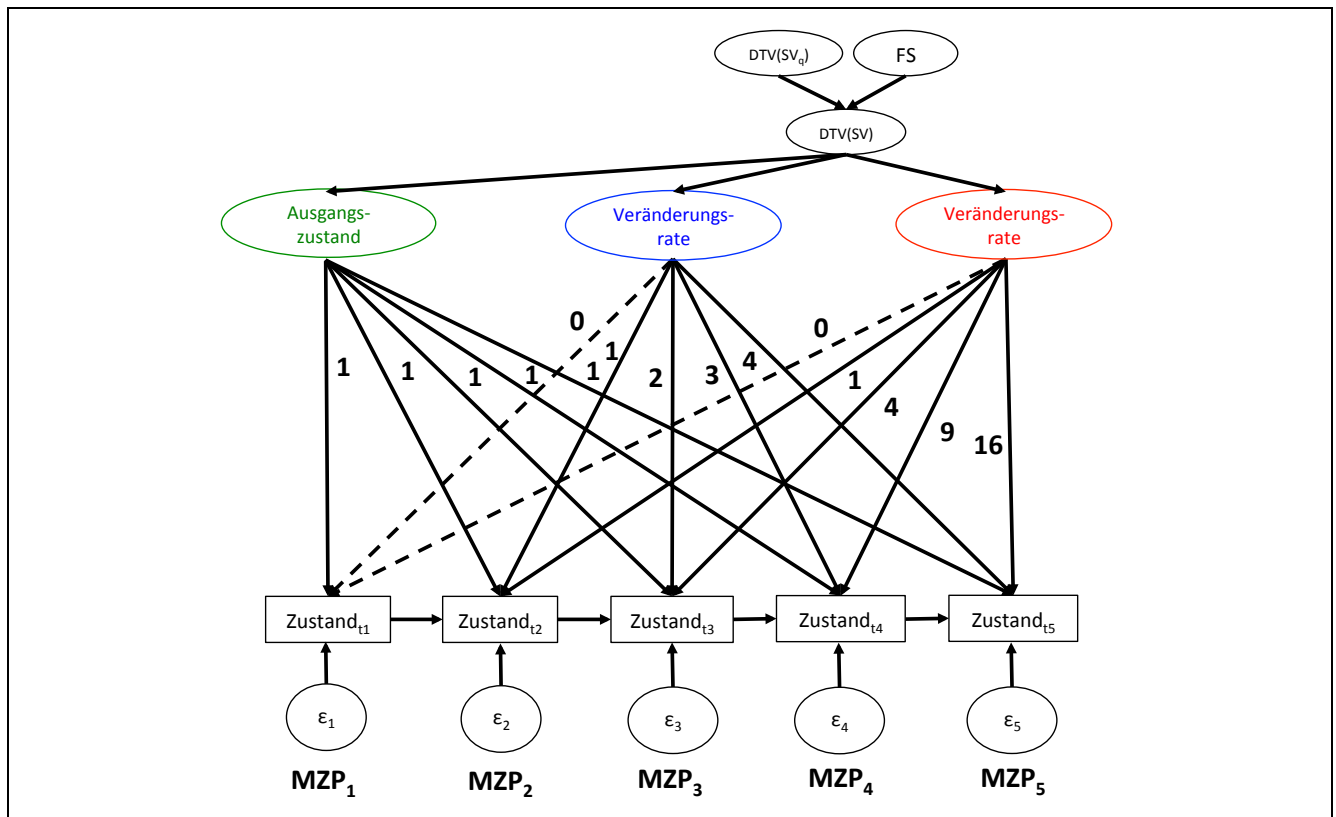 DTV(SVq) FS
DTV(SV)
Ausgangs-
zustand
Veränderungs-
rate
Veränderungs-
rate
0 0
1 1 1 1 1 1 2 3 4 1 4 9 16
Zustandt1 Zustandt2 Zustandt3 Zustandt4 Zustandt5
ε1 ε2 ε3 ε4 ε5
MZP1 MZP2 MZP3 MZP4 MZP5